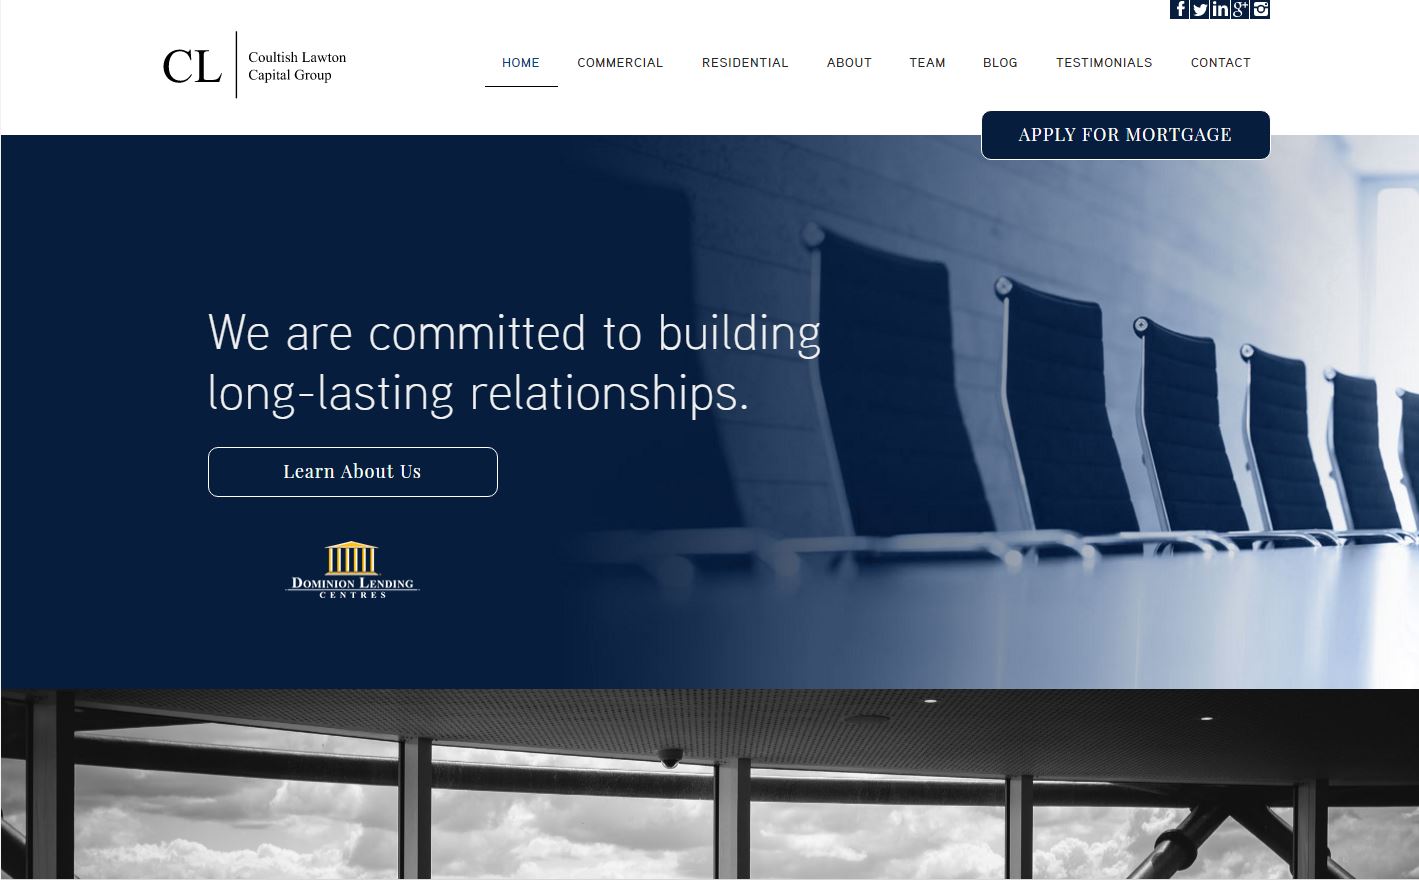 CL
Coultish Lawton
Capital Group
HOME COMMERCIAL RESIDENTIAL ABOUT TEAM BLOG TESTIMONIALS CONTACT
APPLY FOR MORTGAGE
We are committed to building
long-lasting relationships.
Learn About Us
DOMINION LENDING
CENTRES